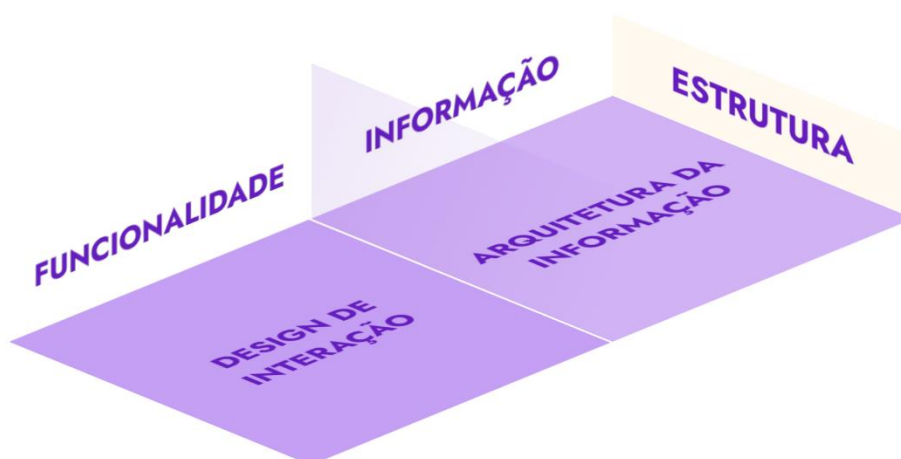 FUNCIONALIDADE
INFORMAÇÃO
ESTRUTURA
DESIGN DE
INTERAÇÃO
ARQUITETURA DA
INFORMAÇÃO